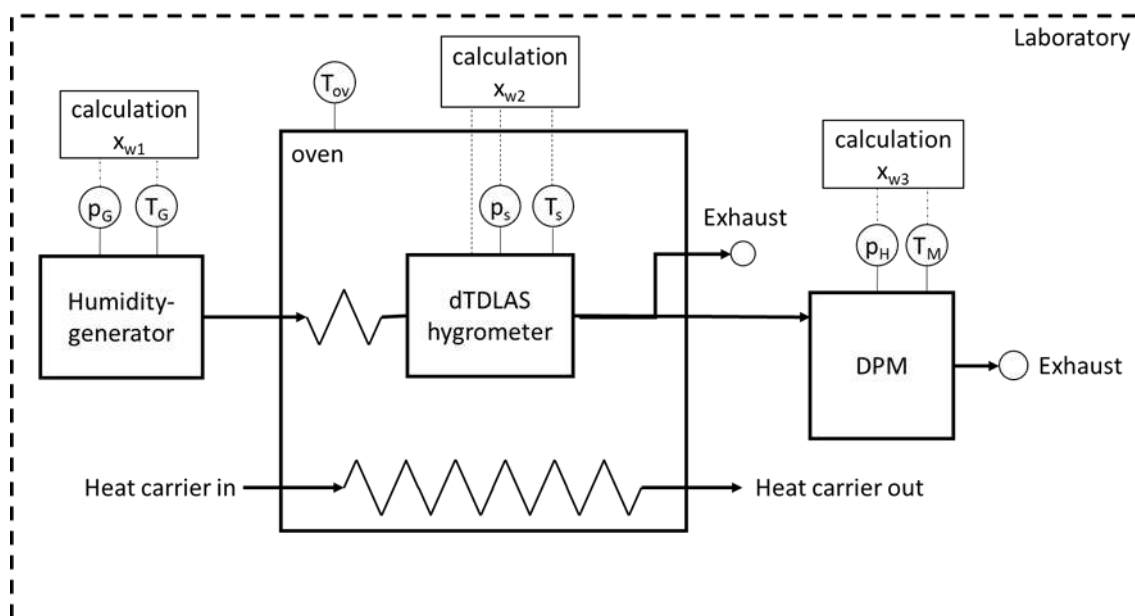 Laboratory
calculation
x_w1
p_G
T_G
Humidity-
generator
T_ov
oven
calculation
x_w2
p_s
T_s
dTDLAS
hygrometer
Exhaust
calculation
x_w3
p_H
T_M
DPM
Exhaust
Heat carrier in
Heat carrier out